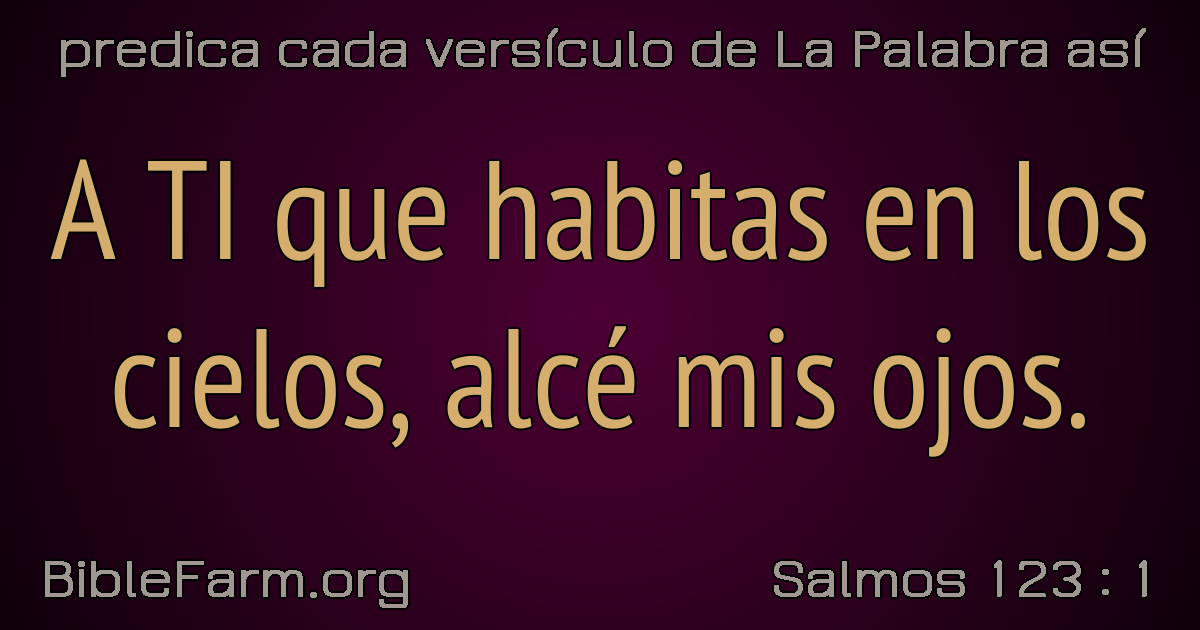 predica cada versículo de La Palabra así
A TI que habitas en los
cielos, alcé mis ojos.
BibleFarm.org
Salmos 123 : 1